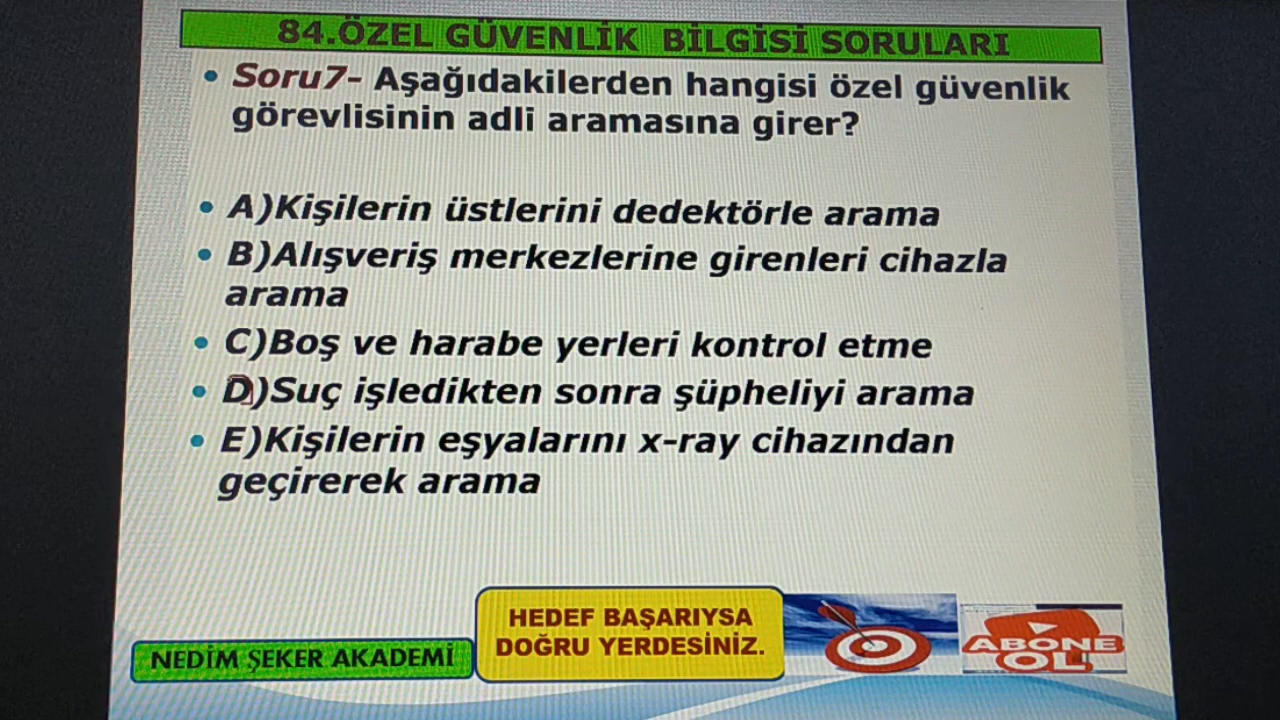 84.ÖZEL GÜVENLİK BİLGİSİ SORULARI
Soru7- Aşağıdakilerden hangisi özel güvenlik
görevlisinin adli aramasına girer?
A)Kişilerin üstlerini dedektörle arama
B)Alışveriş merkezlerine girenleri cihazla
arama
C)Boş ve harabe yerleri kontrol etme
D)Suç işledikten sonra şüpheliyi arama
E)Kişilerin eşyalarını x-ray cihazından
geçirerek arama
HEDEF BAŞARIYSA
DOĞRU YERDESİNİZ.
NEDİM ŞEKER AKADEMİ
ABONE
OL!